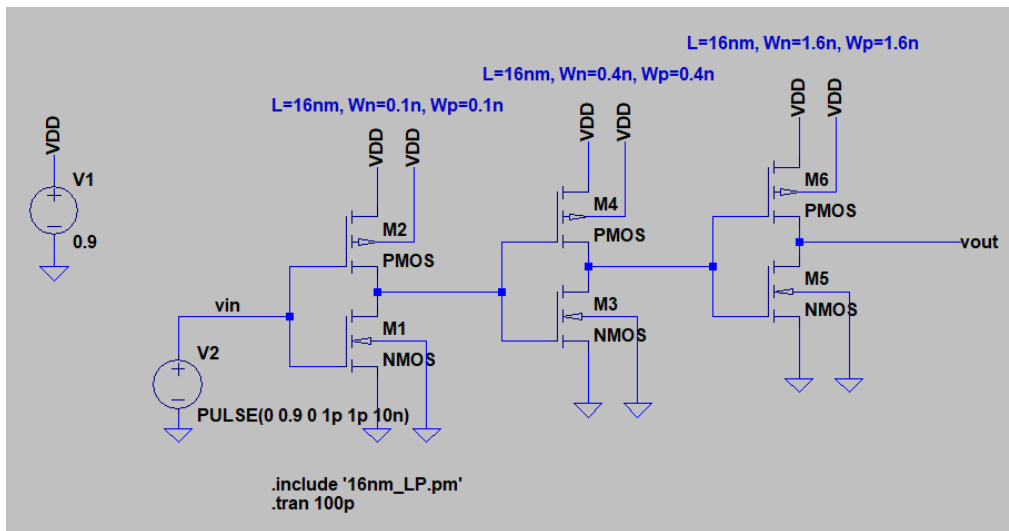 L=16nm, Wn=1.6n, Wp=1.6n
L=16nm, Wn=0.4n, Wp=0.4n
L=16nm, Wn=0.1n, Wp=0.1n
VDD
VDD
VDD
VDD
VDD
VDD
VDD
V1
0.9
M2
PMOS
M4
PMOS
M6
PMOS
vout
vin
M1
NMOS
M3
NMOS
M5
NMOS
V2
PULSE(0 0.9 0 1p 1p 10n)
.include '16nm_LP.pm'
.tran 100p